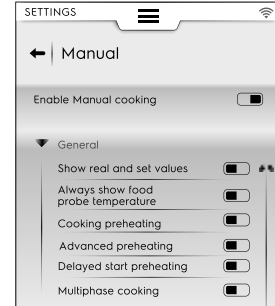 SETTINGS
Manual
Enable Manual cooking
General
Show real and set values
Always show food
probe temperature
Cooking preheating
Advanced preheating
Delayed start preheating
Multiphase cooking